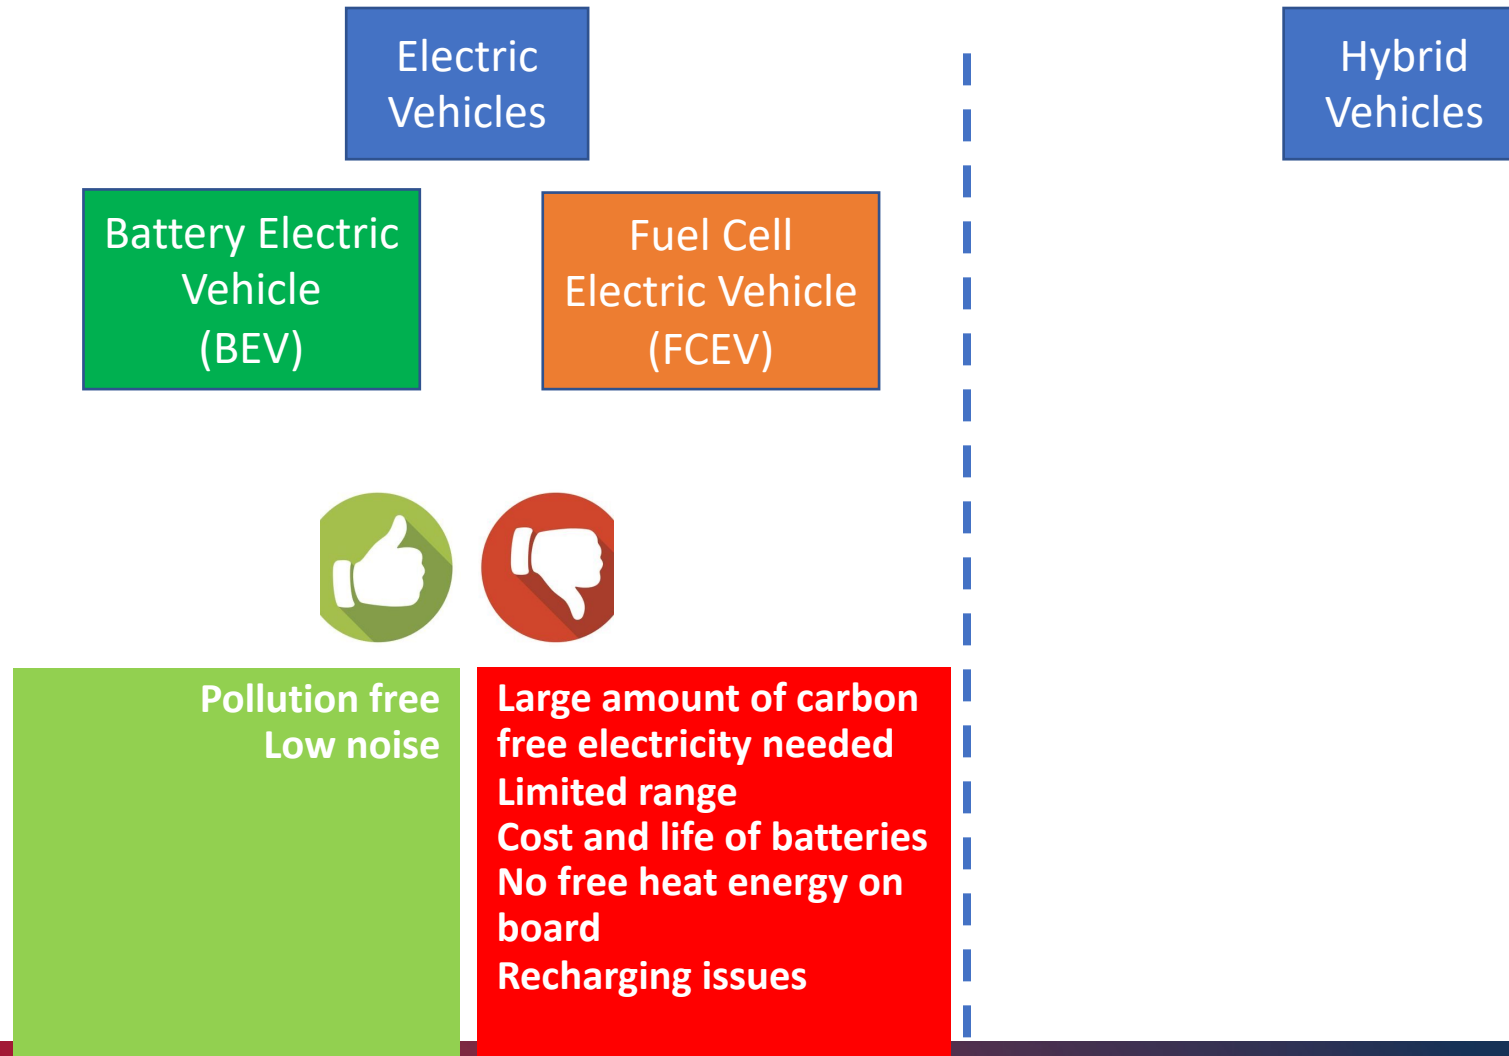 Electric
Vehicles
Hybrid
Vehicles
Battery Electric
Vehicle
(BEV)
Fuel Cell
Electric Vehicle
(FCEV)
Pollution free
Low noise
Large amount of carbon
free electricity needed
Limited range
Cost and life of batteries
No free heat energy on
board
Recharging issues